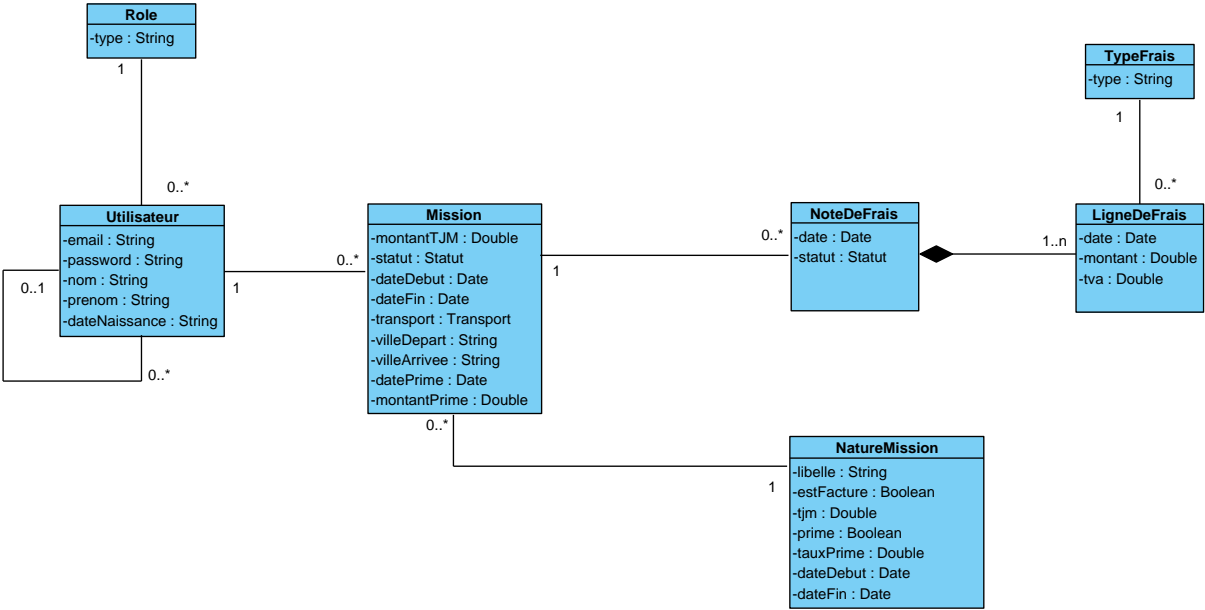 Role
-type : String
1
0..*
Utilisateur
-email : String
-password : String
-nom : String
-prenom : String
-dateNaissance : String
0..1
0..*
1
0..*
Mission
-montantTJM : Double
-statut : Statut
-dateDebut : Date
-dateFin : Date
-transport : Transport
-villeDepart : String
-villeArrivee : String
-datePrime : Date
-montantPrime : Double
1
0..*
NoteDeFrais
-date : Date
-statut : Statut
1..n
TypeFrais
-type : String
1
0..*
LigneDeFrais
-date : Date
-montant : Double
-tva : Double
0..*
1
NatureMission
-libelle : String
-estFacture : Boolean
-tjm : Double
-prime : Boolean
-tauxPrime : Double
-dateDebut : Date
-dateFin : Date